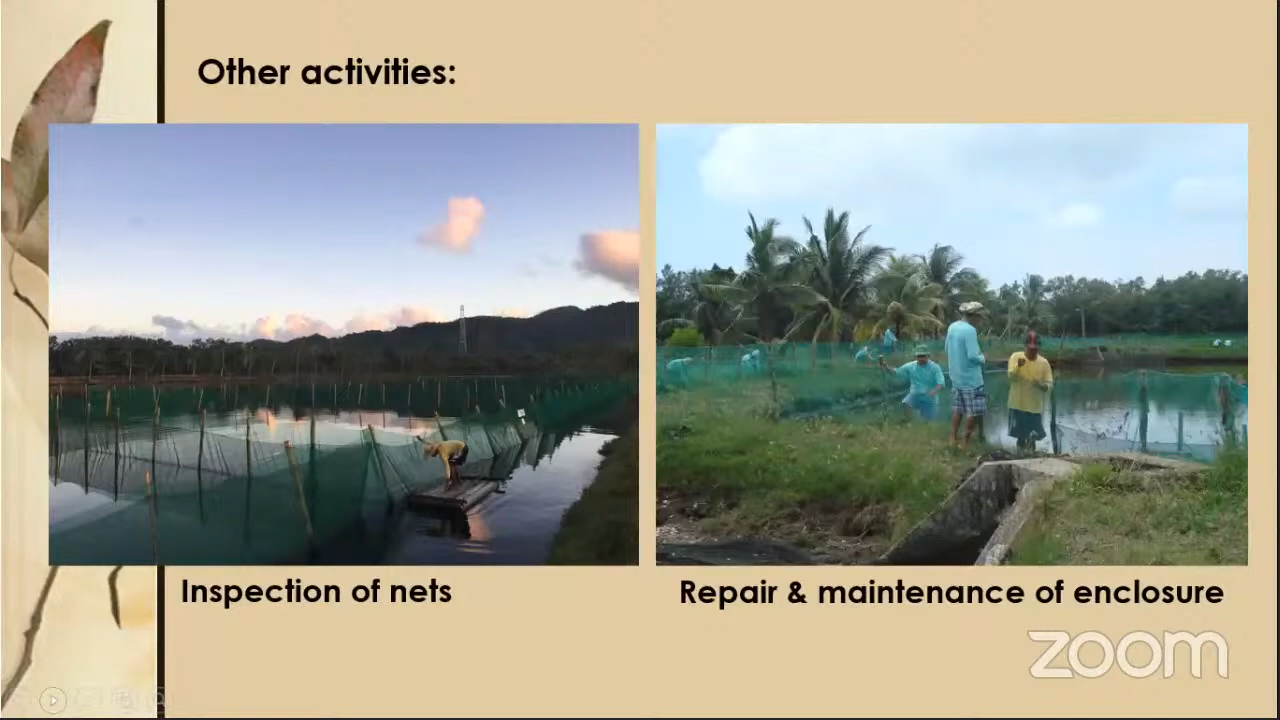 Other activities:
Inspection of nets
Repair & maintenance of enclosure
zoom